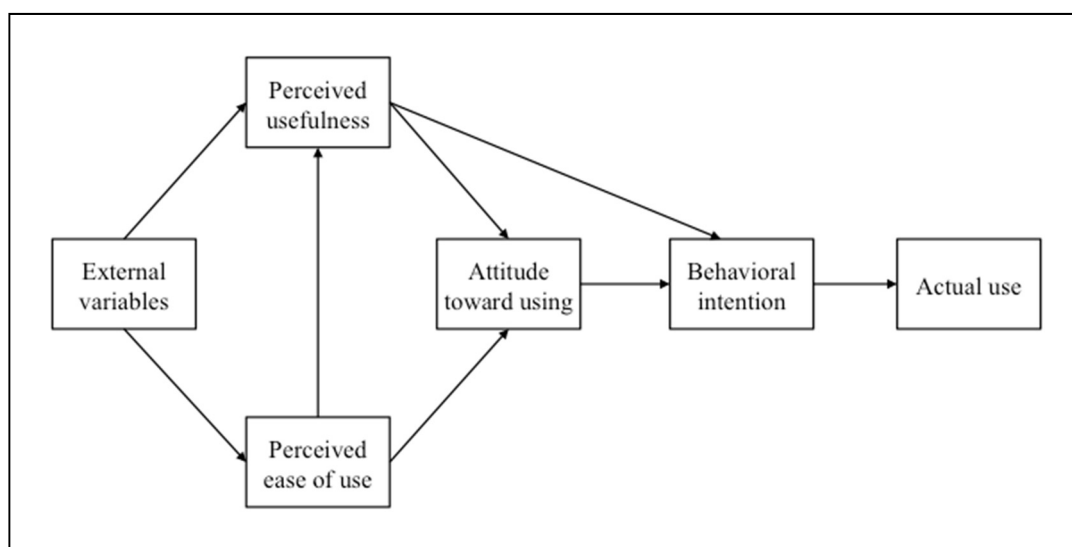 Perceived
usefulness
External
variables
Attitude
toward using
Behavioral
intention
Actual use
Perceived
ease of use